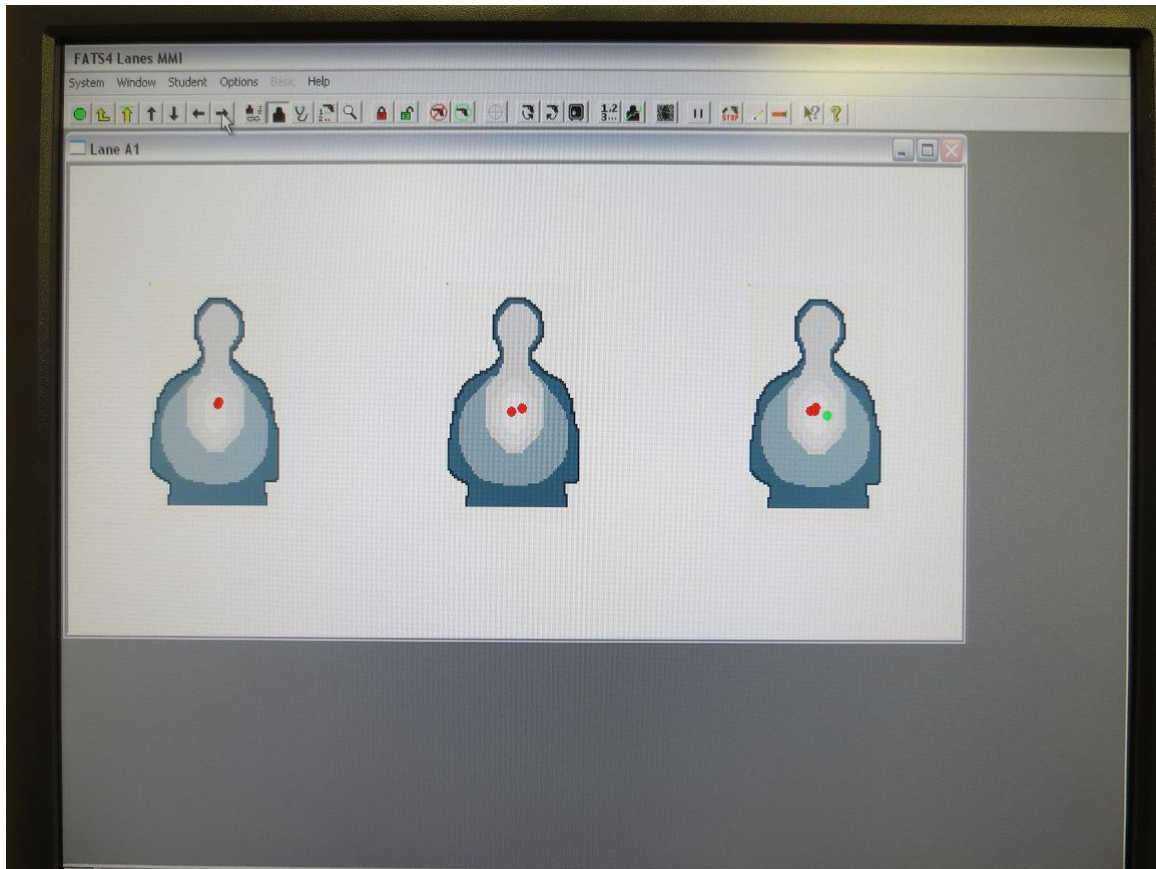 FATS4 Lanes MMI
System Window Student Options Basic Help
1,2
3...
STOP
Lane A1